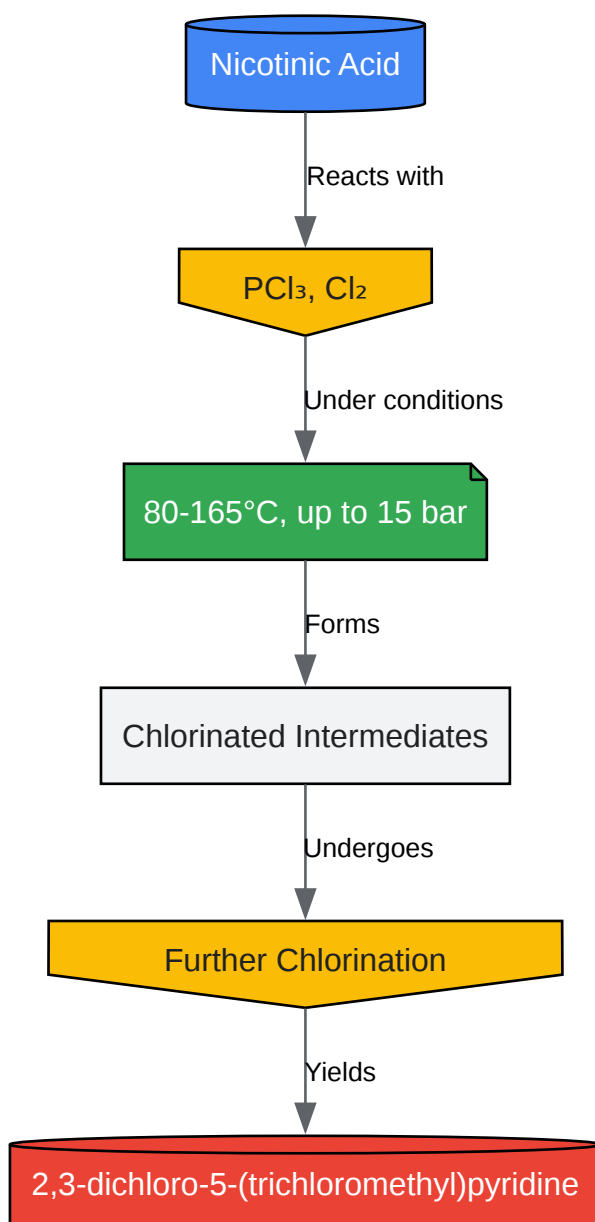 Nicotinic Acid
Reacts with
PCl₃, Cl₂
Under conditions
80-165°C, up to 15 bar
Forms
Chlorinated Intermediates
Undergoes
Further Chlorination
Yields
2,3-dichloro-5-(trichloromethyl)pyridine